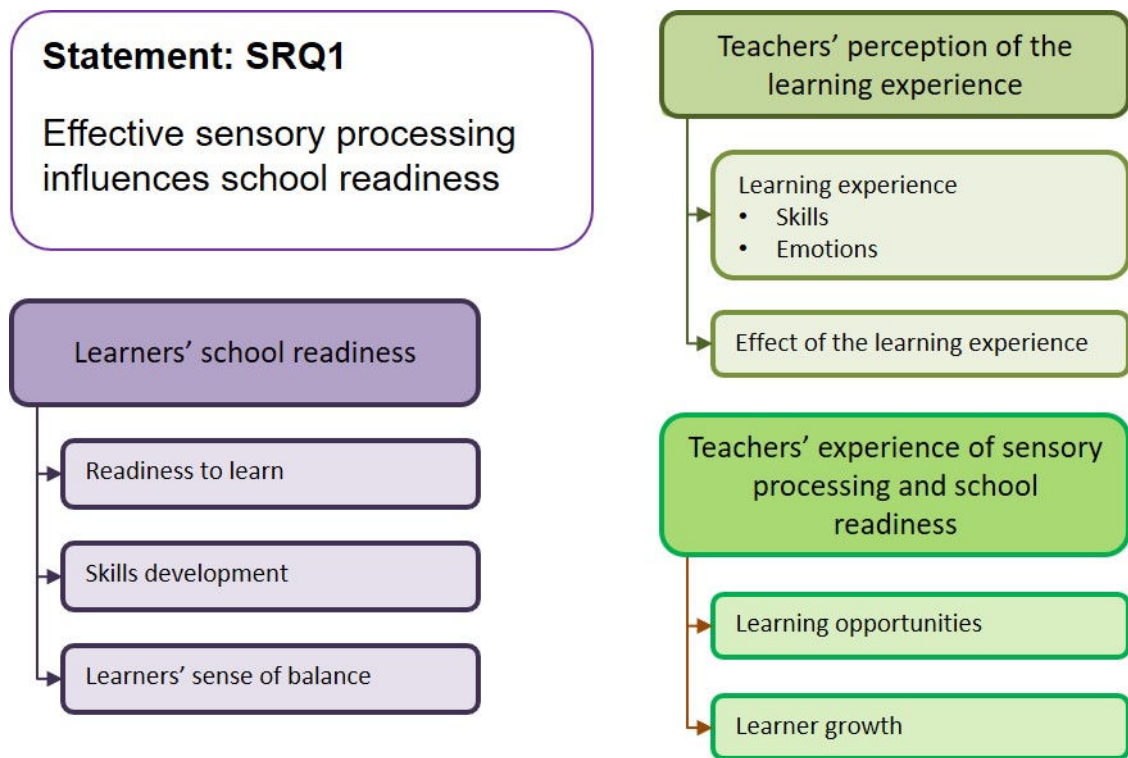 Statement: SRQ1
Effective sensory processing
influences school readiness
Learners’ school readiness
Readiness to learn
Skills development
Learners’ sense of balance
Teachers’ perception of the
learning experience
Learning experience
• Skills
• Emotions
Effect of the learning experience
Teachers’ experience of sensory
processing and school
readiness
Learning opportunities
Learner growth